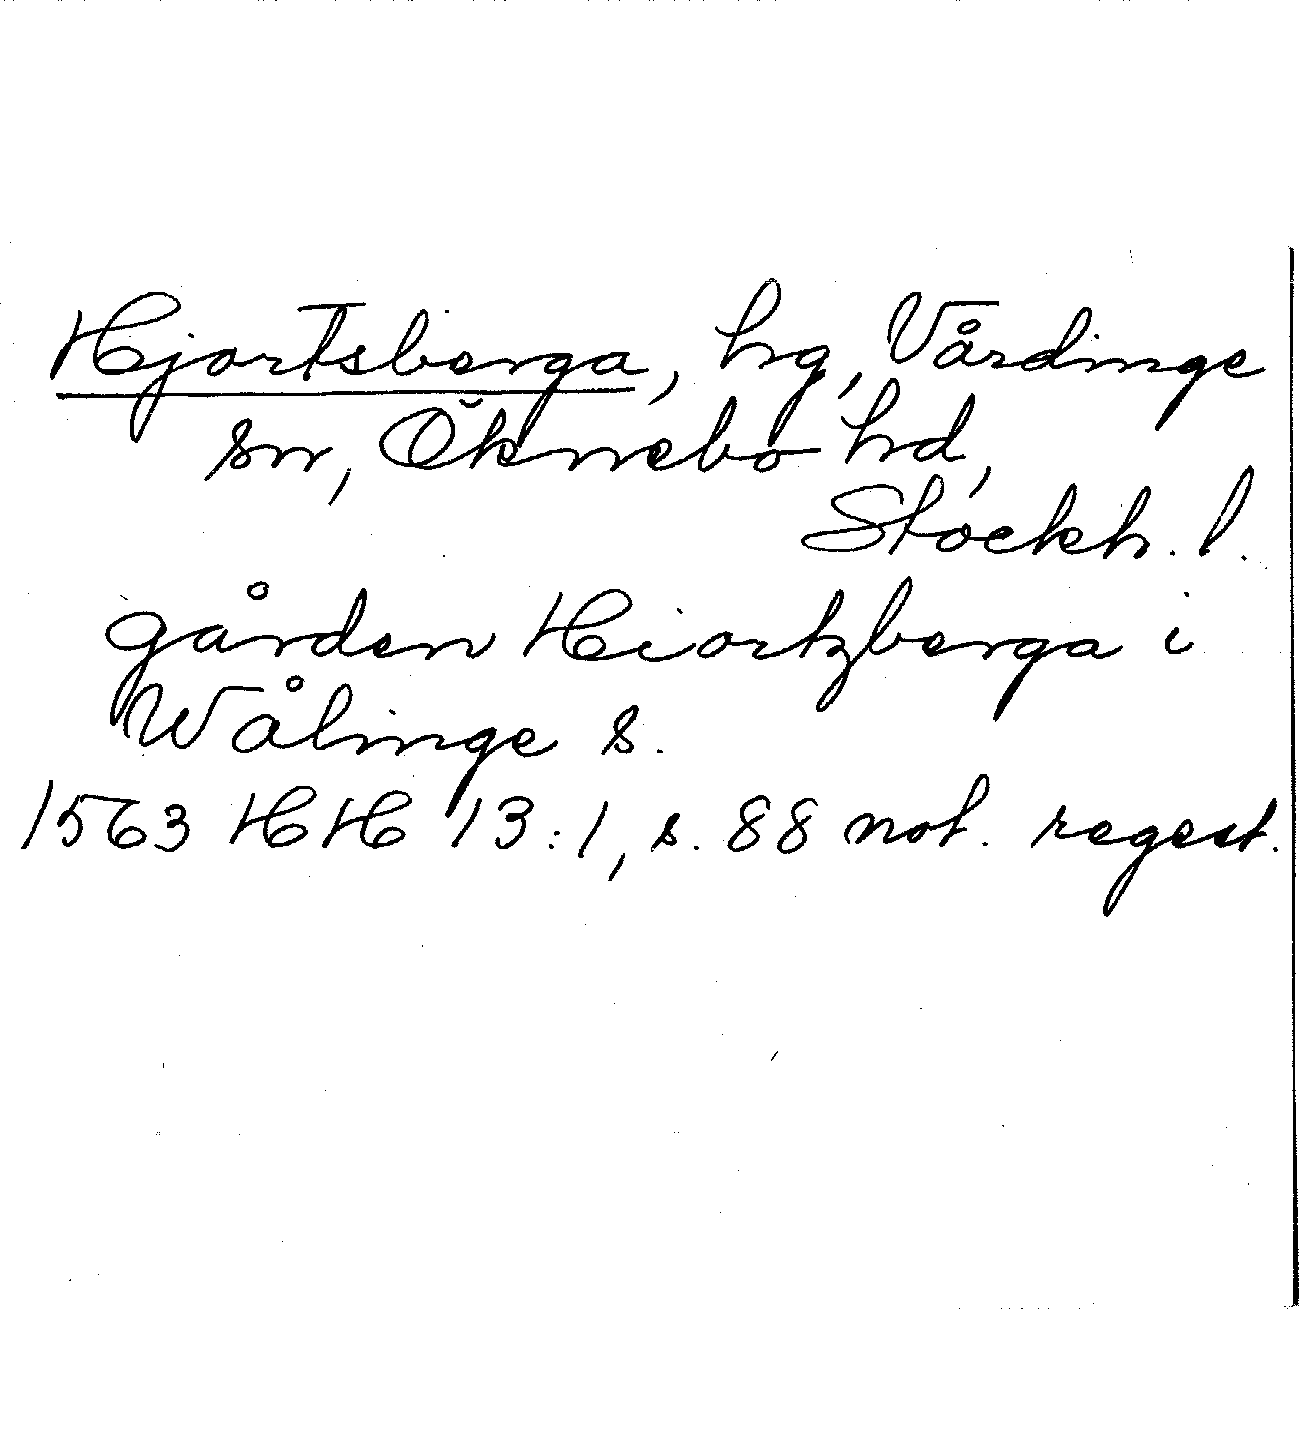 Hjortsberga, hg, Vårdinge
sn, Öknebo hd,
Stockh. l.
gården Hiortzberga i
Wålinge s.
1563 HH 13:1, s. 88 not. regest.